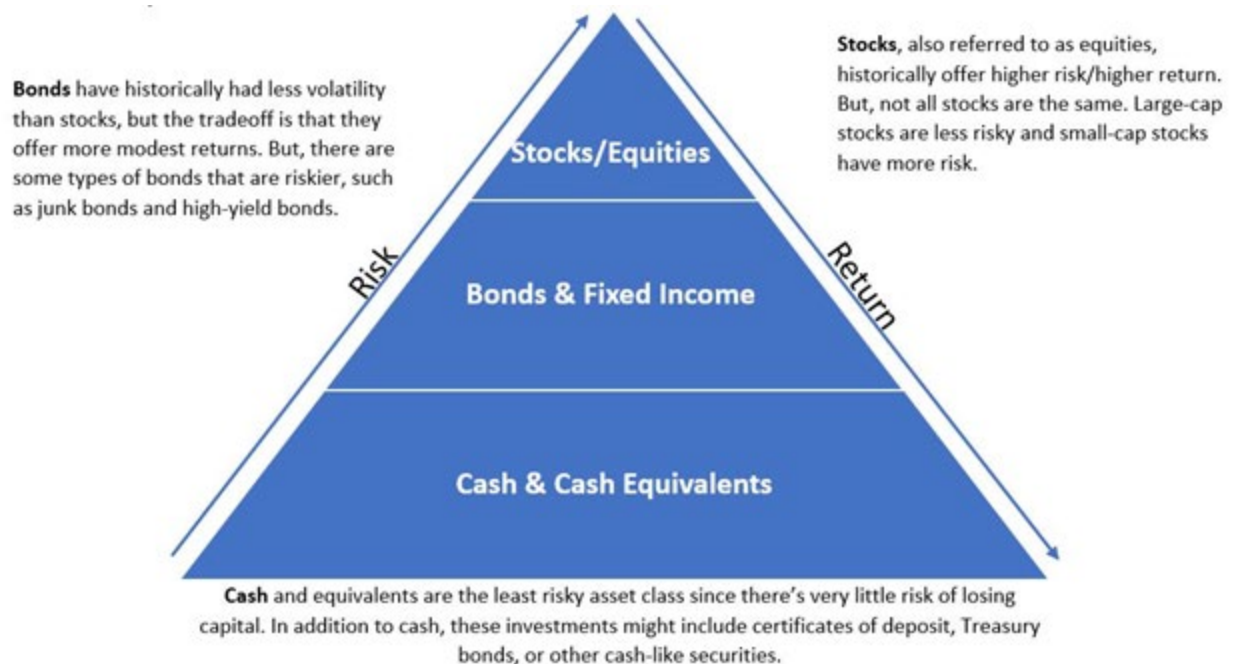 Bonds have historically had less volatility
than stocks, but the tradeoff is that they
offer more modest returns. But, there are
some types of bonds that are riskier, such
as junk bonds and high-yield bonds.
Stocks, also referred to as equities,
historically offer higher risk/higher return.
But, not all stocks are the same. Large-cap
stocks are less risky and small-cap stocks
have more risk.
Stocks/Equities
Risk
Return
Bonds & Fixed Income
Cash & Cash Equivalents
Cash and equivalents are the least risky asset class since there's very little risk of losing
capital. In addition to cash, these investments might include certificates of deposit, Treasury
bonds, or other cash-like securities.